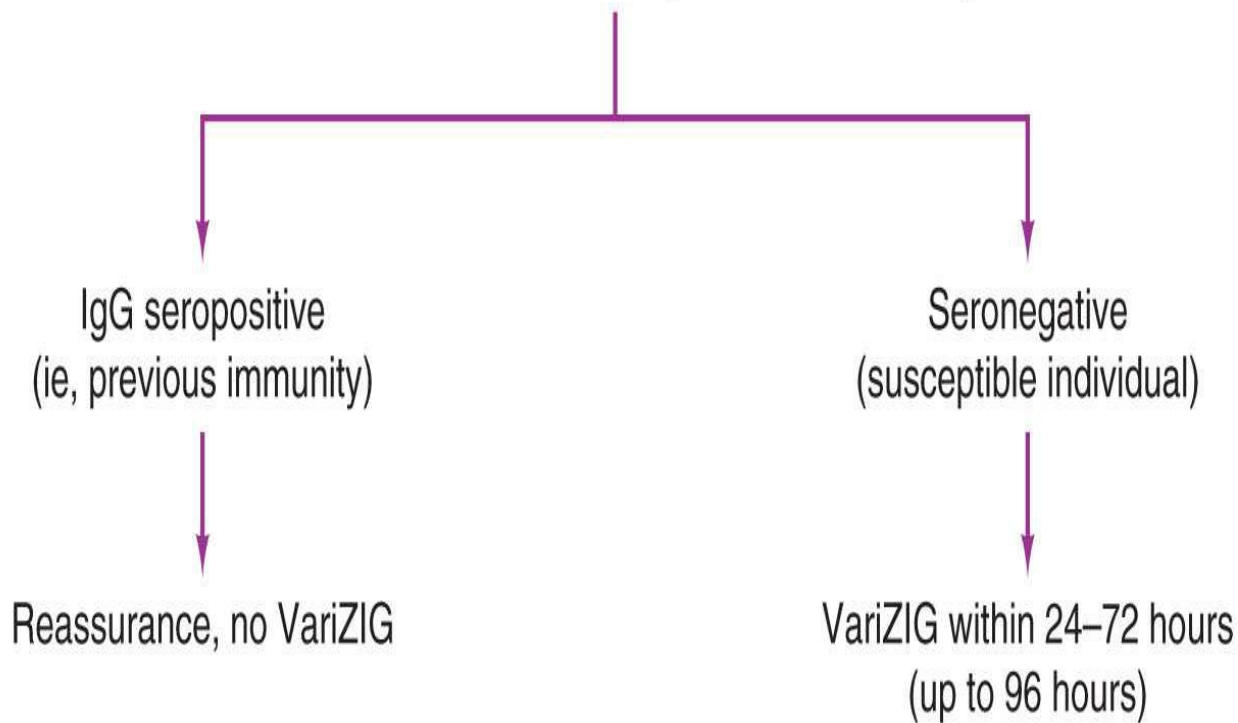 IgG seropositive
(ie, previous immunity)
Seronegative
(susceptible individual)
Reassurance, no VariZIG
VariZIG within 24–72 hours
(up to 96 hours)